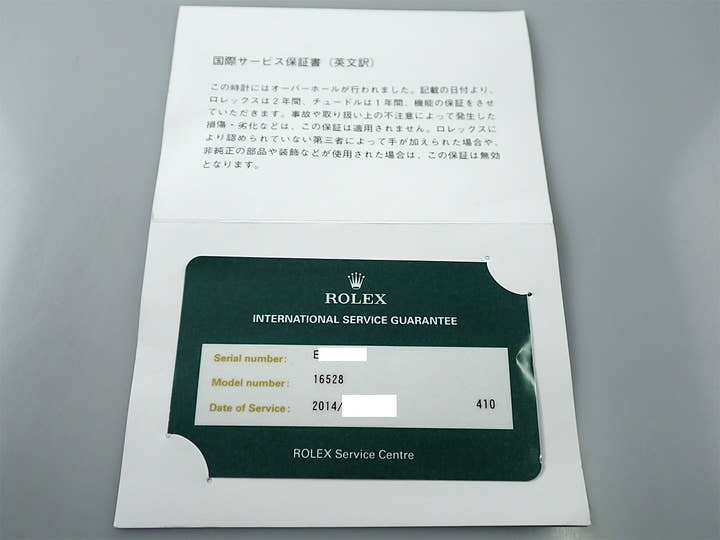 国際サービス保証書（英文訳）
この時計にはオーバーホールが行われました。記載の日付より、
ロレックスは２年間、チュードルは１年間、機能の保証をさせ
ていただきます。事故や取り扱い上の不注意によって発生した
損傷・劣化などは、この保証は適用されません。ロレックスに
より認められていない第三者によって手が加えられた場合や、
非純正の部品や装飾などが使用された場合は、この保証は無効
となります。
ROLEX
INTERNATIONAL SERVICE GUARANTEE
Serial number: E
Model number: 16528
Date of Service: 2014/ 410
ROLEX Service Centre